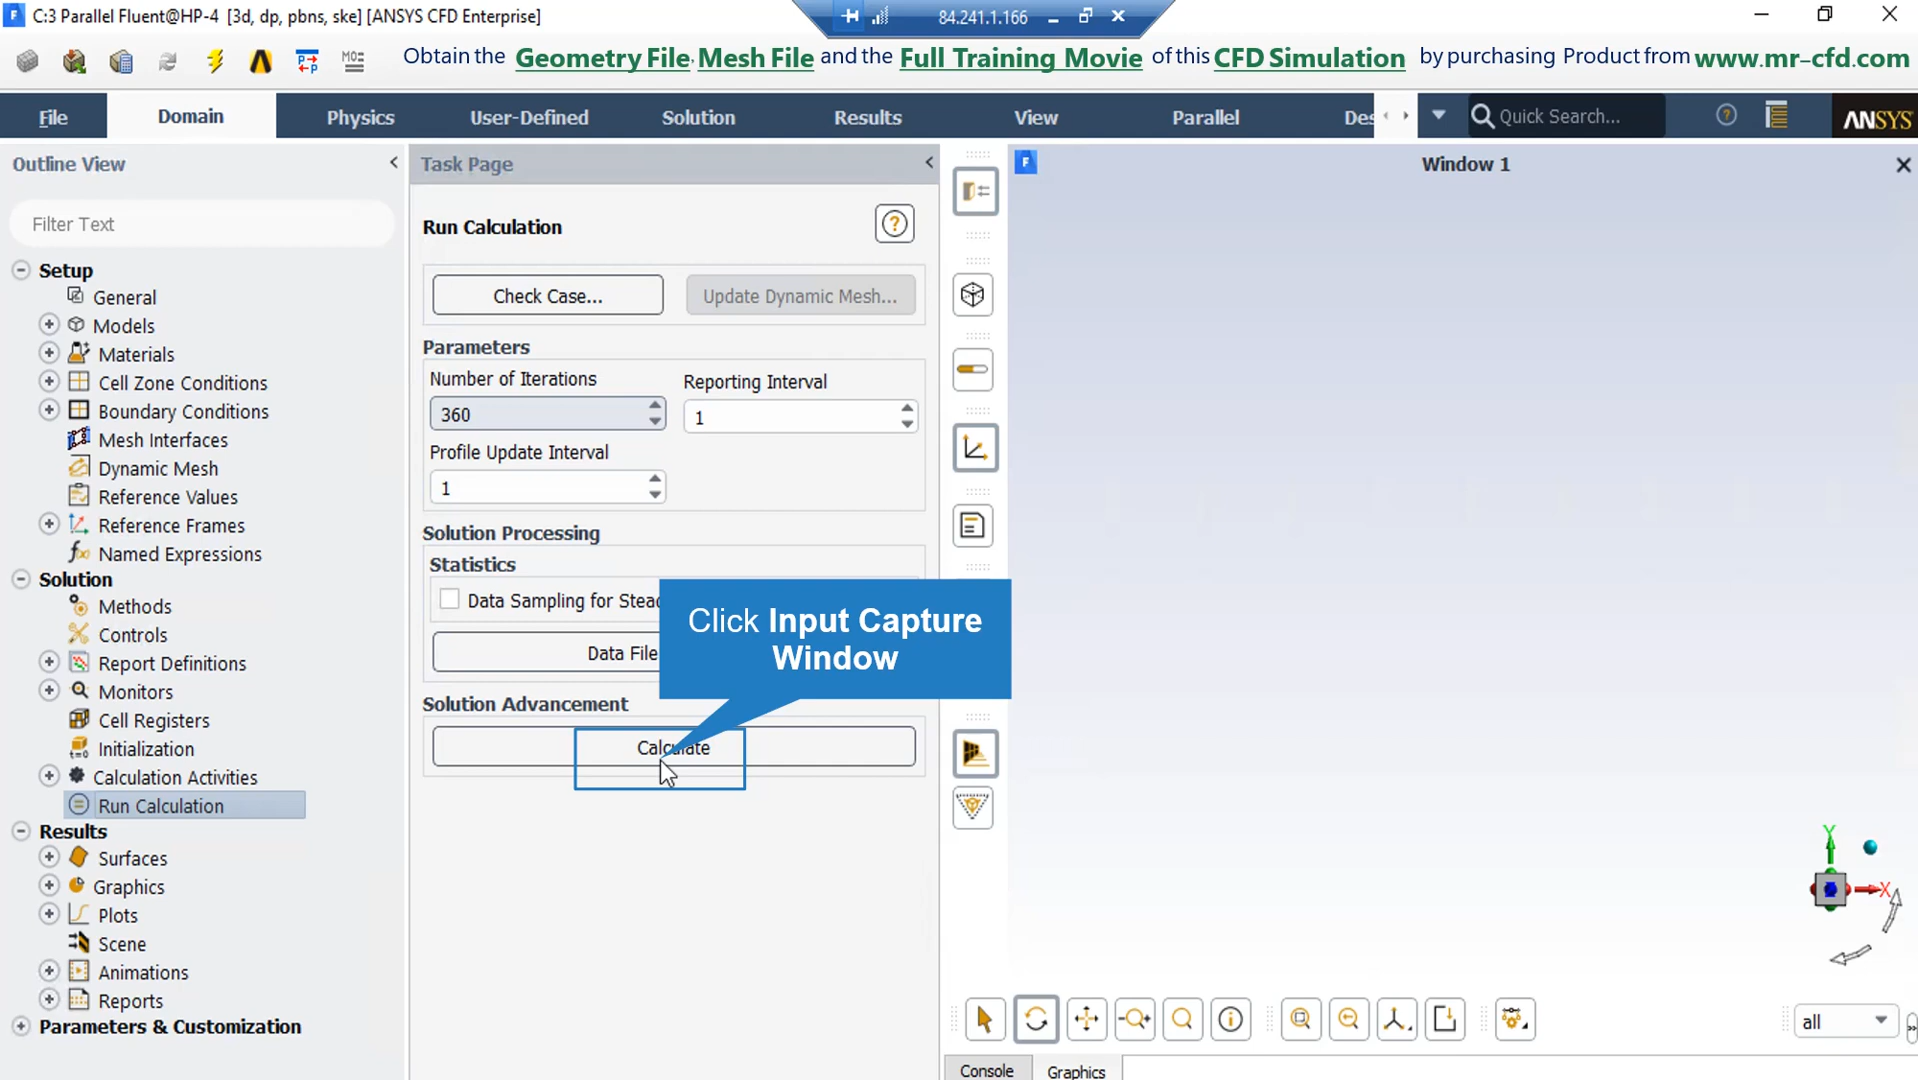 C:3 Parallel Fluent@HP-4 [3d, dp, pbns, ske] [ANSYS CFD Enterprise]
84.241.1.166
Obtain the Geometry File, Mesh File and the Full Training Movie of this CFD Simulation by purchasing Product from www.mr-cfd.com
File Domain Physics User-Defined Solution Results View Parallel Des Quick Search... ANSYS
Outline View
Filter Text
Setup
General
Models
Materials
Cell Zone Conditions
Boundary Conditions
Mesh Interfaces
Dynamic Mesh
Reference Values
Reference Frames
Named Expressions
Solution
Methods
Controls
Report Definitions
Monitors
Cell Registers
Initialization
Calculation Activities
Run Calculation
Results
Surfaces
Graphics
Plots
Scene
Animations
Reports
Parameters & Customization
Task Page
Run Calculation
Check Case... Update Dynamic Mesh...
Parameters
Number of Iterations Reporting Interval
360 1
Profile Update Interval
1
Solution Processing
Statistics
Data Sampling for Stead
Data File
Click Input Capture
Window
Solution Advancement
Calculate
Window 1
Y
X
all
Console Graphics